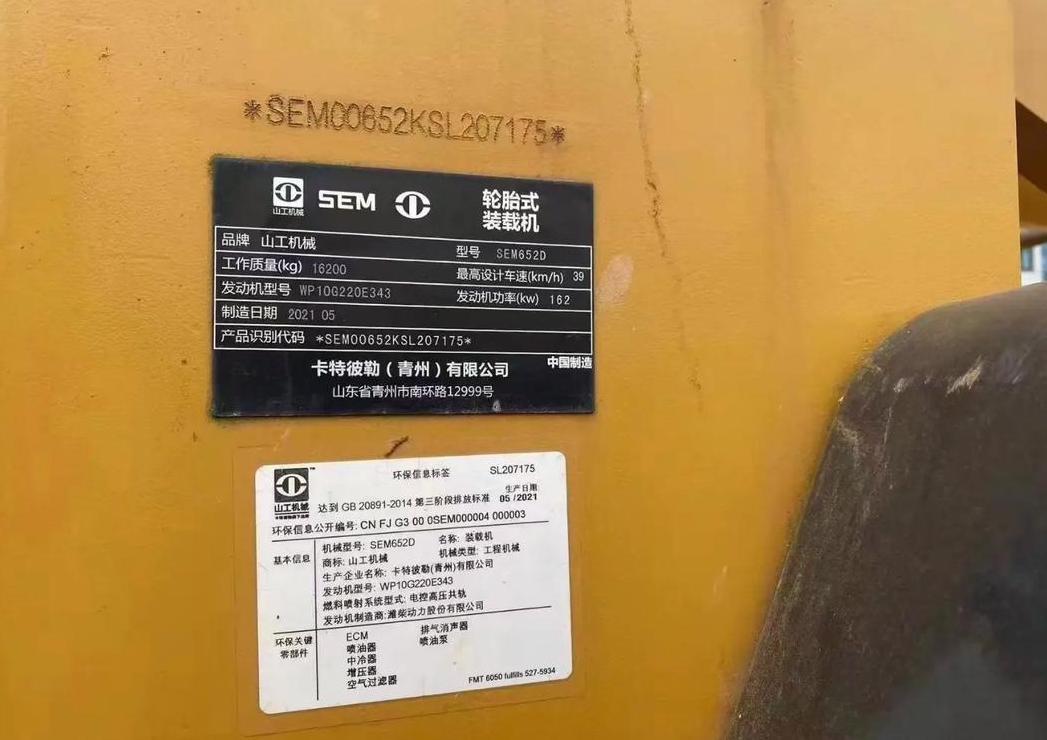 *SEM00652KSL207175*
山工机械 SEM 轮胎式
装载机
品牌 山工机械 型号 SEM652D
工作质量(kg) 16200 最高设计车速(km/h) 39
发动机型号 WP10G220E343 发动机功率(kw) 162
制造日期 2021 05
产品识别代码 *SEM00652KSL207175*
卡特彼勒(青州)有限公司 中国制造
山东省青州市南环路12999号
山工机械
环保信息标签 SL207175
达到 GB 20891-2014 第三阶段排放标准 生产日期 05 /2021
环保信息公开编号: CN FJ G3 00 0SEM000004 000003
基本信息
机械型号: SEM652D 名称: 装载机
商标: 山工机械 机械类型: 工程机械
生产企业名称: 卡特彼勒(青州)有限公司
发动机型号: WP10G220E343
燃料喷射系统型式: 电控高压共轨
发动机制造商: 潍柴动力股份有限公司
环保关键
零部件
ECM 排气消声器
喷油器 喷油泵
中冷器
增压器
空气过滤器
FMT 6050 fulfills 527-5934